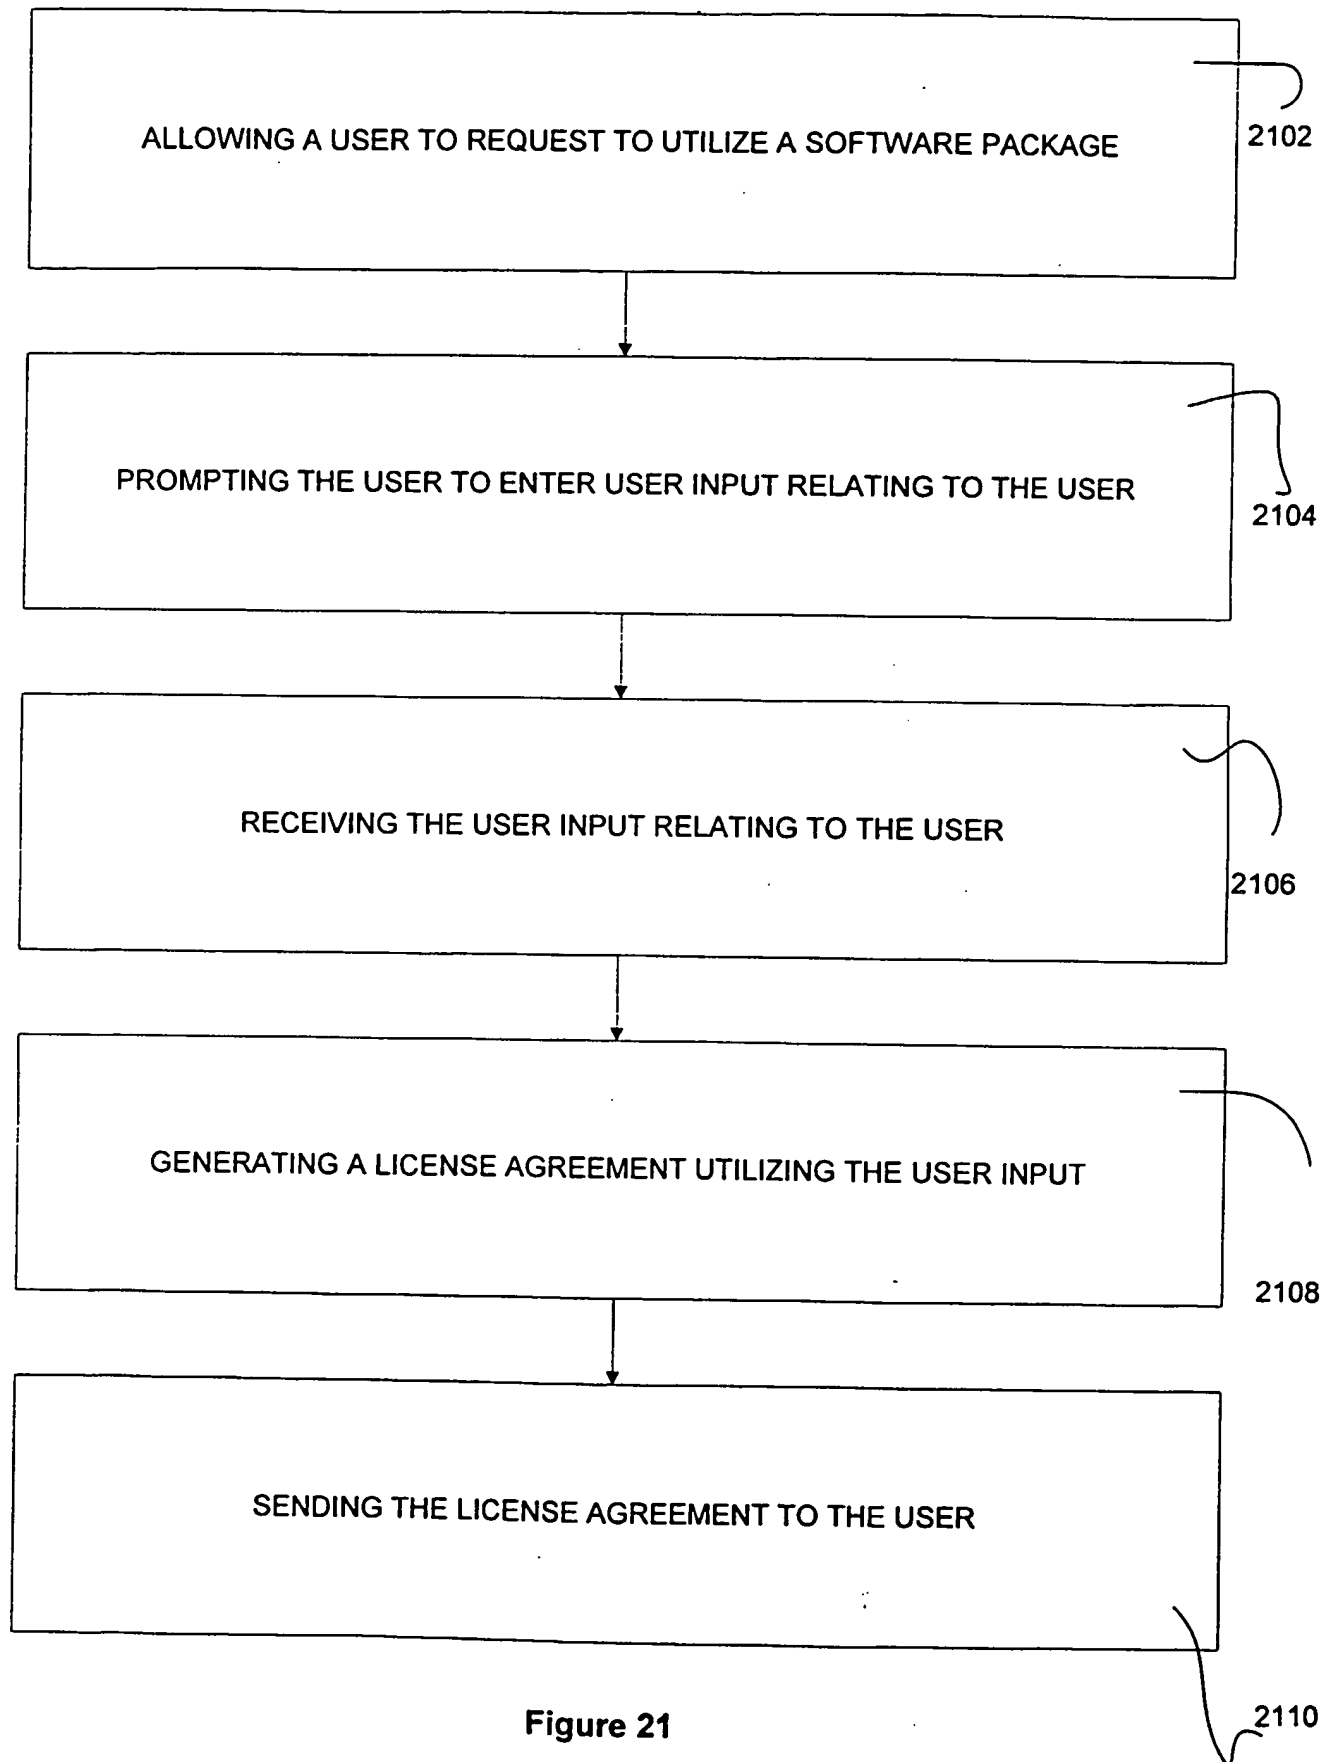 ALLOWING A USER TO REQUEST TO UTILIZE A SOFTWARE PACKAGE
2102
PROMPTING THE USER TO ENTER USER INPUT RELATING TO THE USER
2104
RECEIVING THE USER INPUT RELATING TO THE USER
2106
GENERATING A LICENSE AGREEMENT UTILIZING THE USER INPUT
2108
SENDING THE LICENSE AGREEMENT TO THE USER
2110
Figure 21